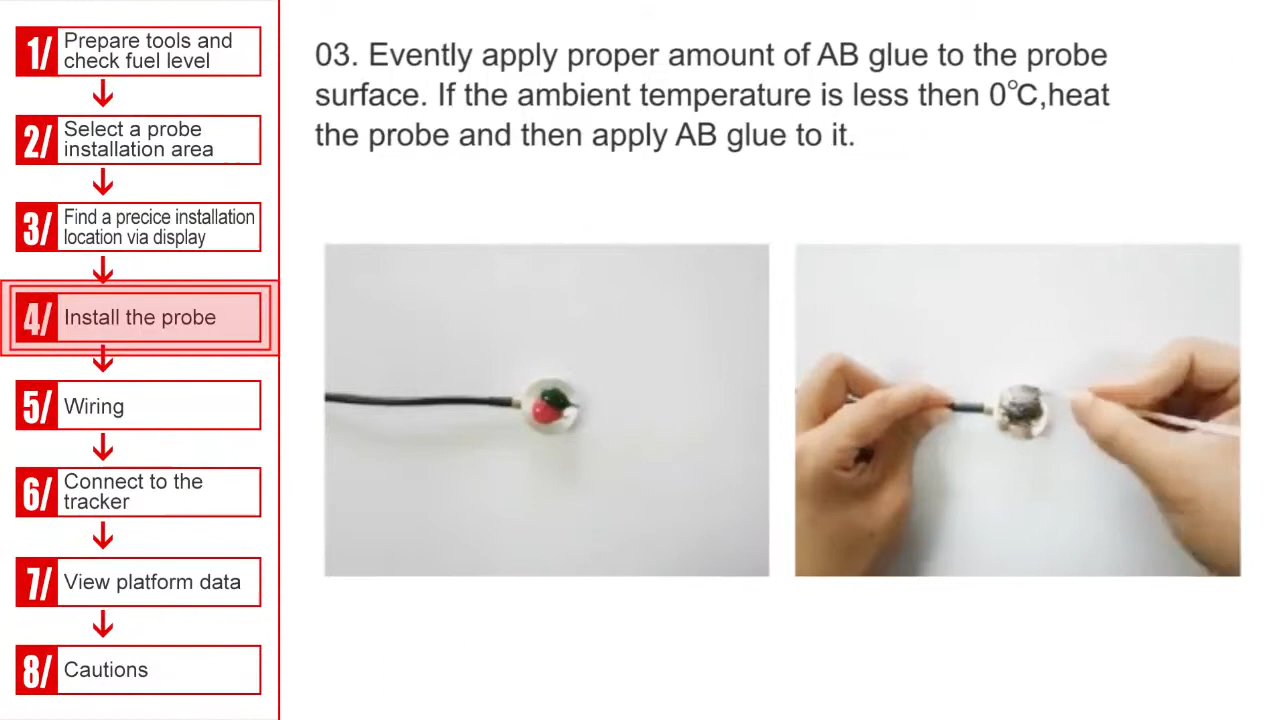 1/ Prepare tools and
check fuel level
2/ Select a probe
installation area
3/ Find a precice installation
location via display
4/ Install the probe
5/ Wiring
6/ Connect to the
tracker
7/ View platform data
8/ Cautions
03. Evently apply proper amount of AB glue to the probe
surface. If the ambient temperature is less then 0℃,heat
the probe and then apply AB glue to it.